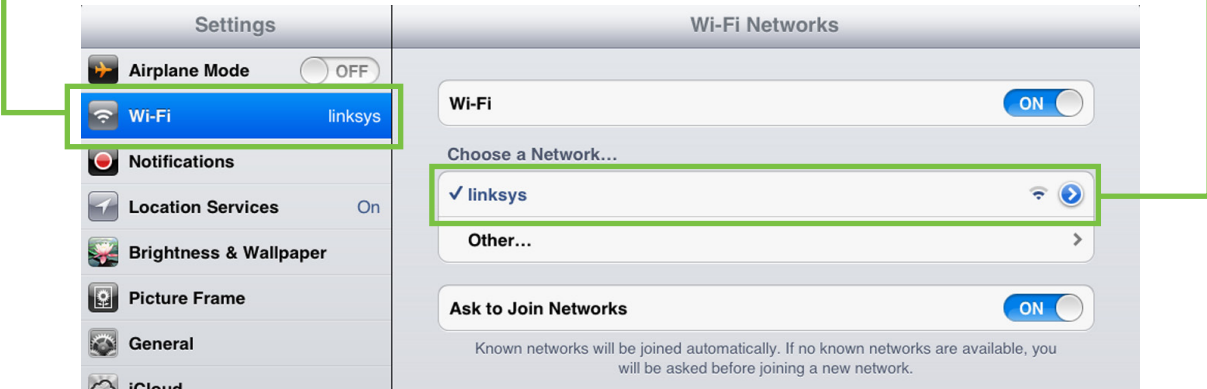 Settings
Airplane Mode OFF
Wi-Fi linksys
Notifications
Location Services On
Brightness & Wallpaper
Picture Frame
General
iCloud
Wi-Fi Networks
Wi-Fi ON
Choose a Network...
✓ linksys
Other...
Ask to Join Networks ON
Known networks will be joined automatically. If no known networks are available, you
will be asked before joining a new network.